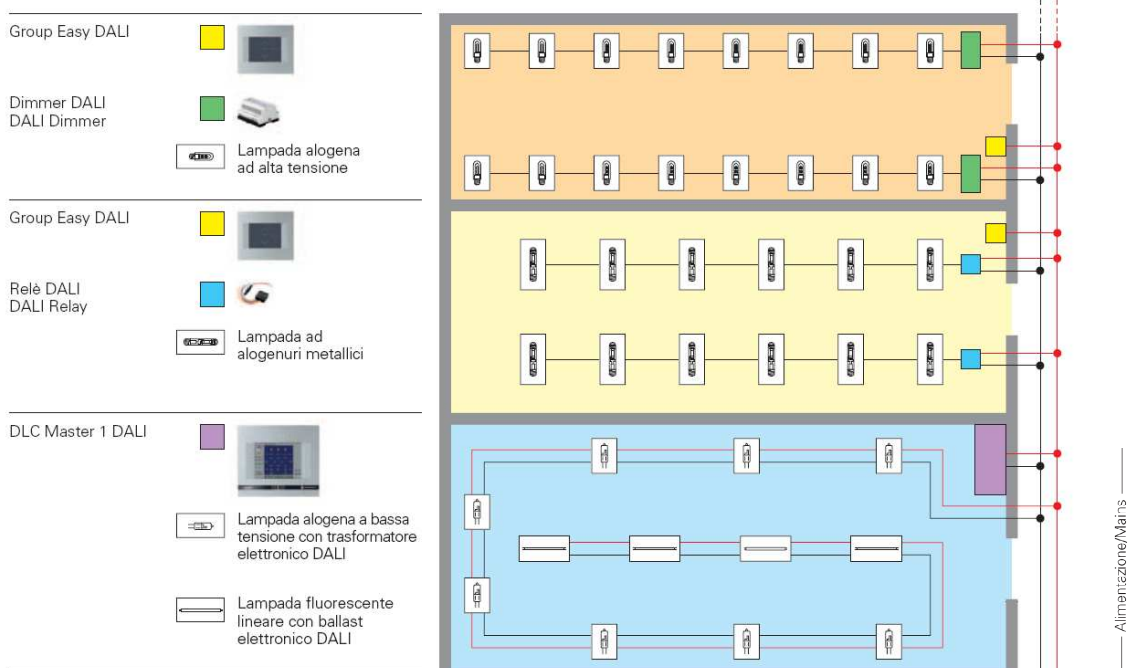 Group Easy DALI
Dimmer DALI
DALI Dimmer
Lampada alogena
ad alta tensione
Group Easy DALI
Relè DALI
DALI Relay
Lampada ad
alogenuri metallici
DLC Master 1 DALI
Lampada alogena a bassa
tensione con trasformatore
elettronico DALI
Lampada fluorescente
lineare con ballast
elettronico DALI
Alimentazione/Mains